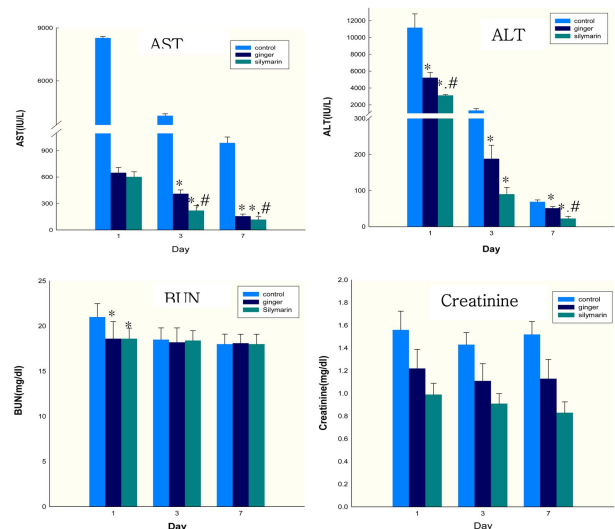 AST
control
ginger
silymarin
AST(IU/L)
9000
6000
900
600
300
0
*
*,#
**,#
1
3
7
Day
ALT
control
ginger
silymarin
ALT(IU/L)
12000
10000
8000
6000
4000
2000
300
200
100
0
*
*.#
*
*
*
*.#
1
3
7
Day
BUN
control
ginger
Silymarin
BUN(mg/dl)
25
20
15
10
5
0
*
*
1
3
7
Day
Creatinine
control
ginger
silymarin
Creatinine(mg/dl)
2.0
1.8
1.6
1.4
1.2
1.0
0.8
0.6
0.4
0.2
0.0
1
3
7
Day